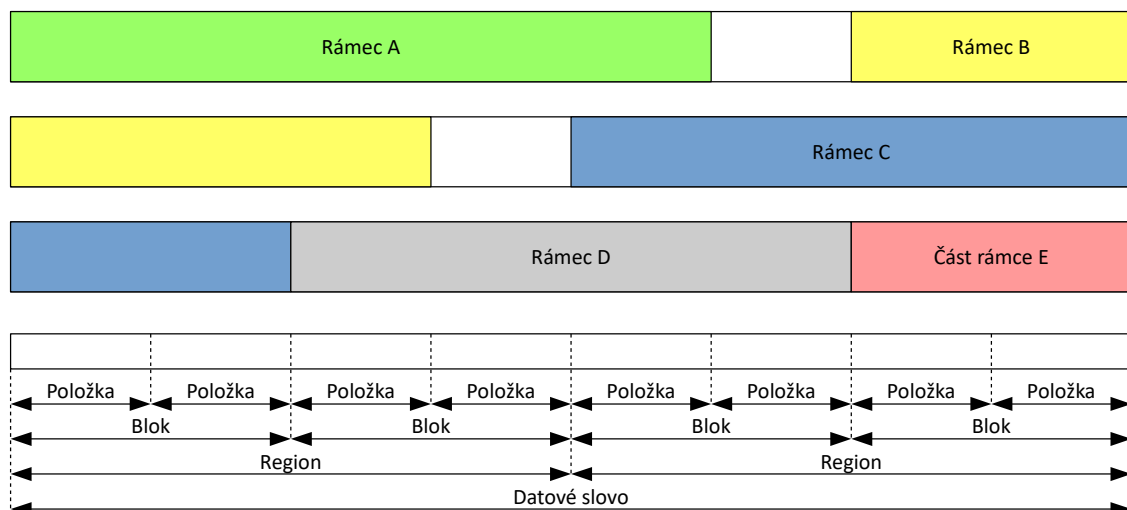 Rámec A Rámec B
Rámec C
Rámec D Část rámce E
Položka Položka Položka Položka Položka Položka Položka Položka
Blok Blok Blok Blok
Region Region
Datové slovo